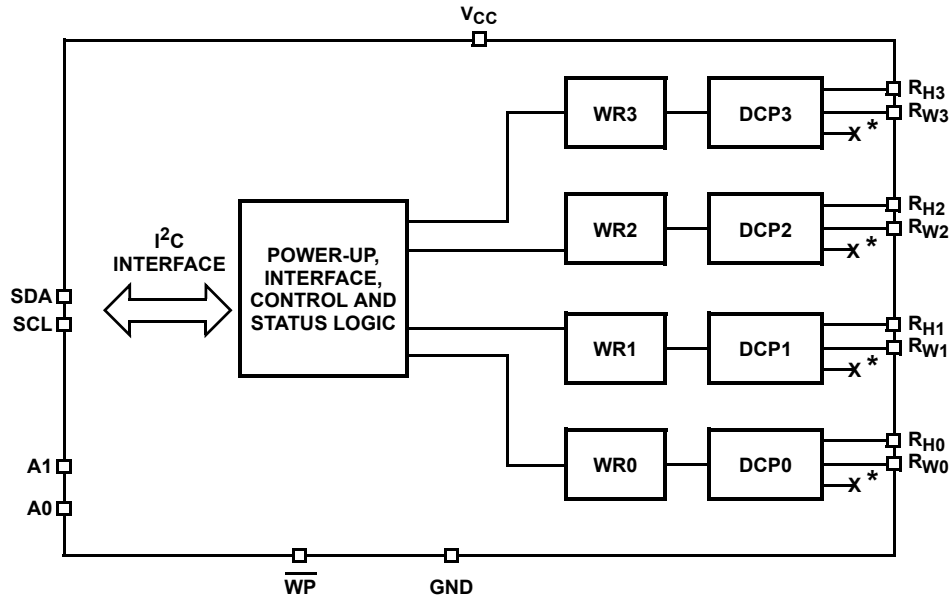 VCC
WR3
DCP3
RH3
RW3
X *
WR2
DCP2
RH2
RW2
X *
I2C
INTERFACE
POWER-UP,
INTERFACE,
CONTROL AND
STATUS LOGIC
SDA
SCL
WR1
DCP1
RH1
RW1
X *
A1
A0
WR0
DCP0
RH0
RW0
X *
WP
GND